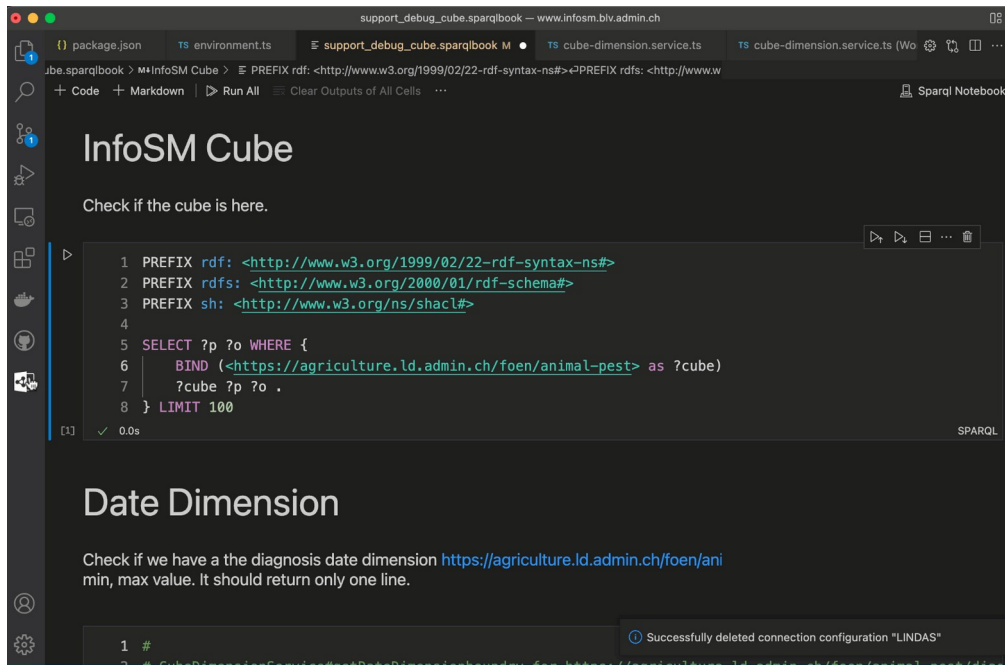 support_debug_cube.sparqlbook — www.infosm.blv.admin.ch
{} package.json TS environment.ts support_debug_cube.sparqlbook M TS cube-dimension.service.ts TS cube-dimension.service.ts (Wo
ube.sparqlbook > M↓InfoSM Cube > PREFIX rdf: <http://www.w3.org/1999/02/22-rdf-syntax-ns#>↵PREFIX rdfs: <http://www.w
+ Code + Markdown Run All Clear Outputs of All Cells ··· Sparql Notebook
InfoSM Cube
Check if the cube is here.
1 PREFIX rdf: <http://www.w3.org/1999/02/22-rdf-syntax-ns#>
2 PREFIX rdfs: <http://www.w3.org/2000/01/rdf-schema#>
3 PREFIX sh: <http://www.w3.org/ns/shacl#>
4
5 SELECT ?p ?o WHERE {
6 BIND (<https://agriculture.ld.admin.ch/foen/animal-pest> as ?cube)
7 ?cube ?p ?o .
8 } LIMIT 100
[1] ✓ 0.0s SPARQL
Date Dimension
Check if we have a the diagnosis date dimension https://agriculture.ld.admin.ch/foen/ani
min, max value. It should return only one line.
Successfully deleted connection configuration "LINDAS"
1 #